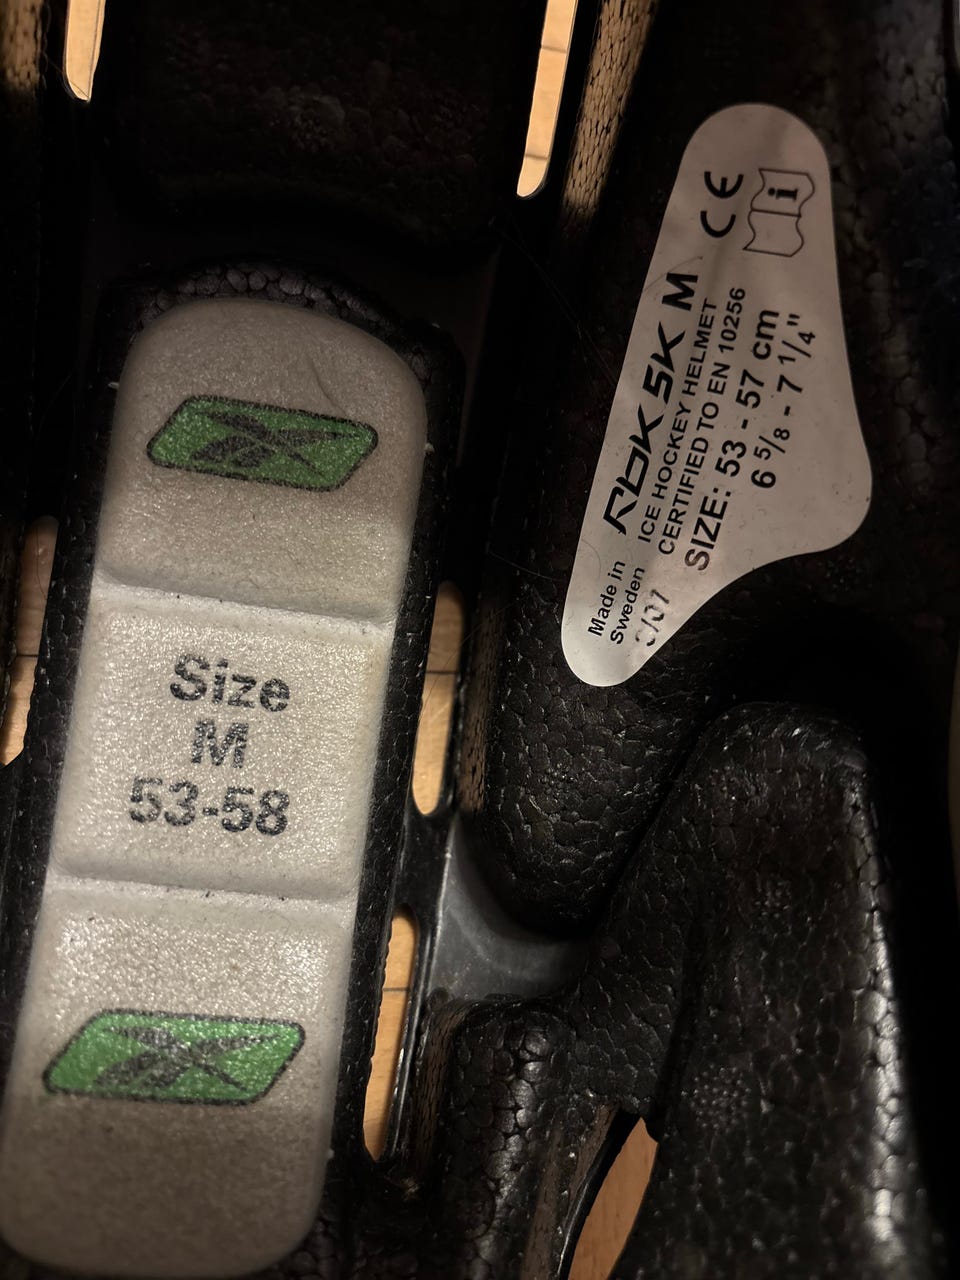 Size
M
53-58
RBK 5K M
ICE HOCKEY HELMET
CERTIFIED TO EN 10256
SIZE: 53 - 57 cm
6 5/8 - 7 1/4"
CE
i
Made in
Sweden
/07